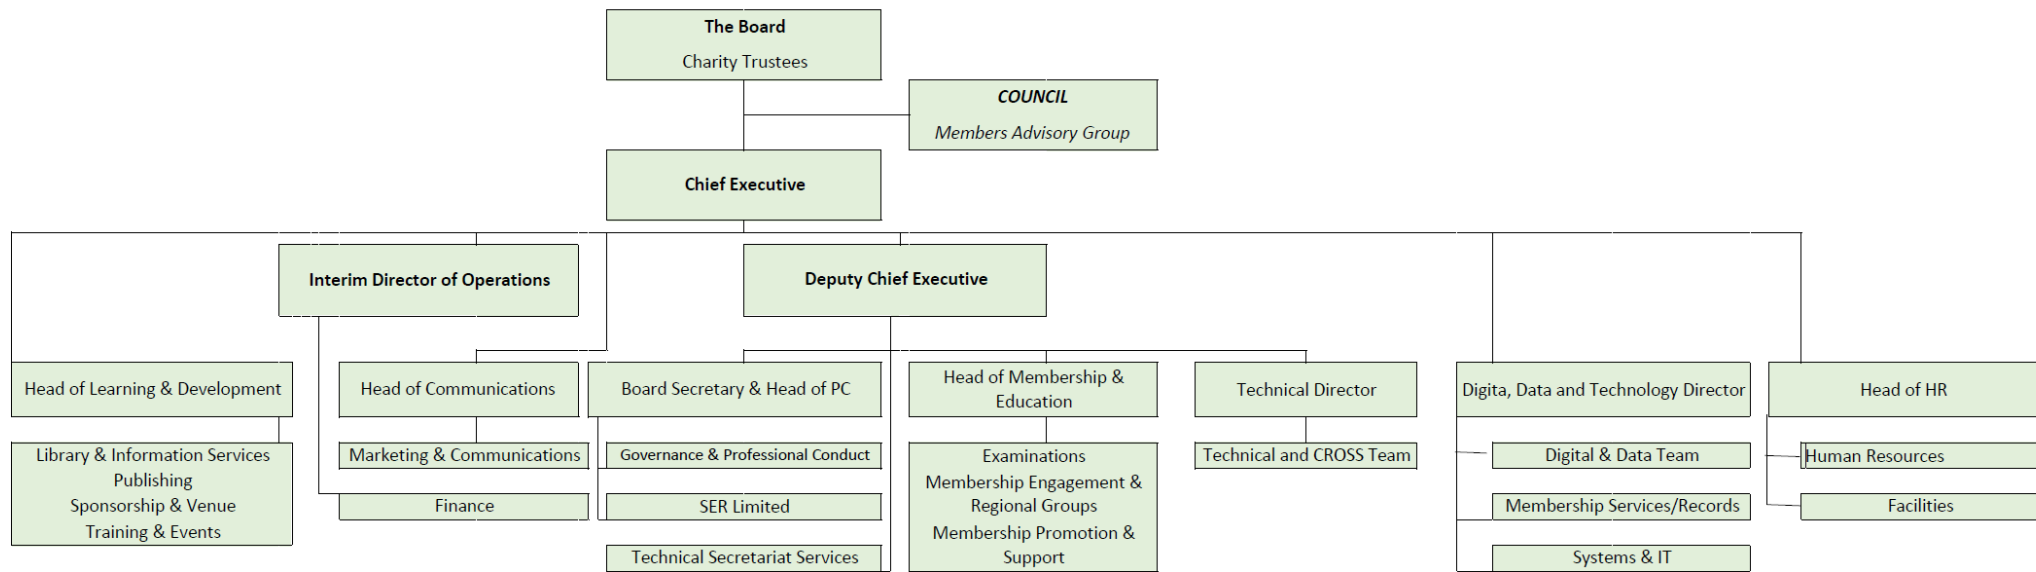 The Board
Charity Trustees
COUNCIL
Members Advisory Group
Chief Executive
Interim Director of Operations
Deputy Chief Executive
Head of Learning & Development
Head of Communications
Board Secretary & Head of PC
Head of Membership &
Education
Technical Director
Digita, Data and Technology Director
Head of HR
Library & Information Services
Publishing
Sponsorship & Venue
Training & Events
Marketing & Communications
Finance
Governance & Professional Conduct
SER Limited
Technical Secretariat Services
Examinations
Membership Engagement &
Regional Groups
Membership Promotion &
Support
Technical and CROSS Team
Digital & Data Team
Membership Services/Records
Systems & IT
Human Resources
Facilities